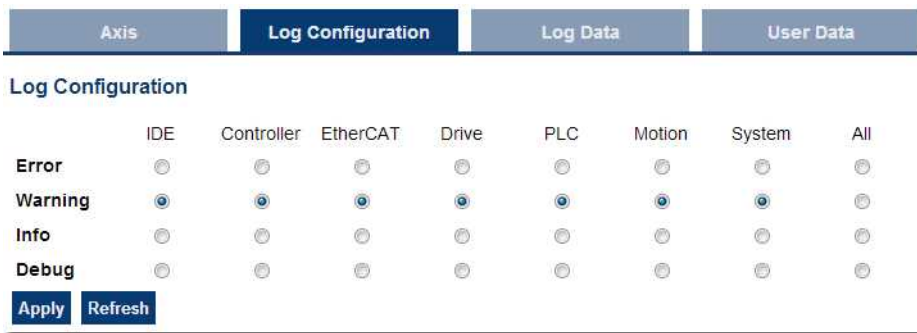 Axis Log Configuration Log Data User Data
Log Configuration
IDE Controller EtherCAT Drive PLC Motion System All
Error
Warning
Info
Debug
Apply Refresh